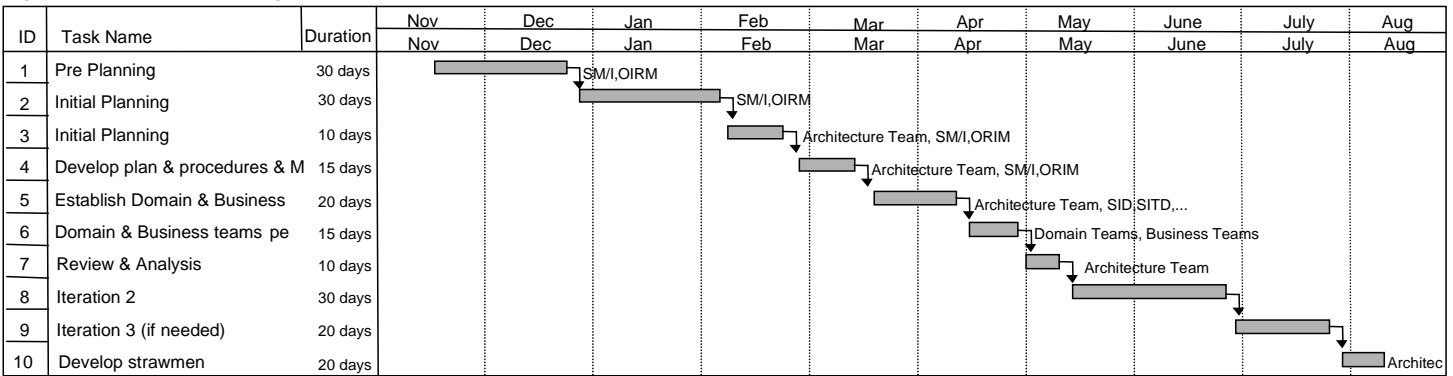 Nov Dec Jan Feb Mar Apr May June July Aug
ID Task Name Duration
Nov Dec Jan Feb Mar Apr May June July Aug
1 Pre Planning 30 days SM/I,OIRM
2 Initial Planning 30 days SM/I,OIRM
3 Initial Planning 10 days Architecture Team, SM/I,ORIM
4 Develop plan & procedures & M 15 days Architecture Team, SM/I,ORIM
5 Establish Domain & Business 20 days Architecture Team, SID,SITD,...
6 Domain & Business teams pe 15 days Domain Teams, Business Teams
7 Review & Analysis 10 days Architecture Team
8 Iteration 2 30 days
9 Iteration 3 (if needed) 20 days
10 Develop strawmen 20 days Architec